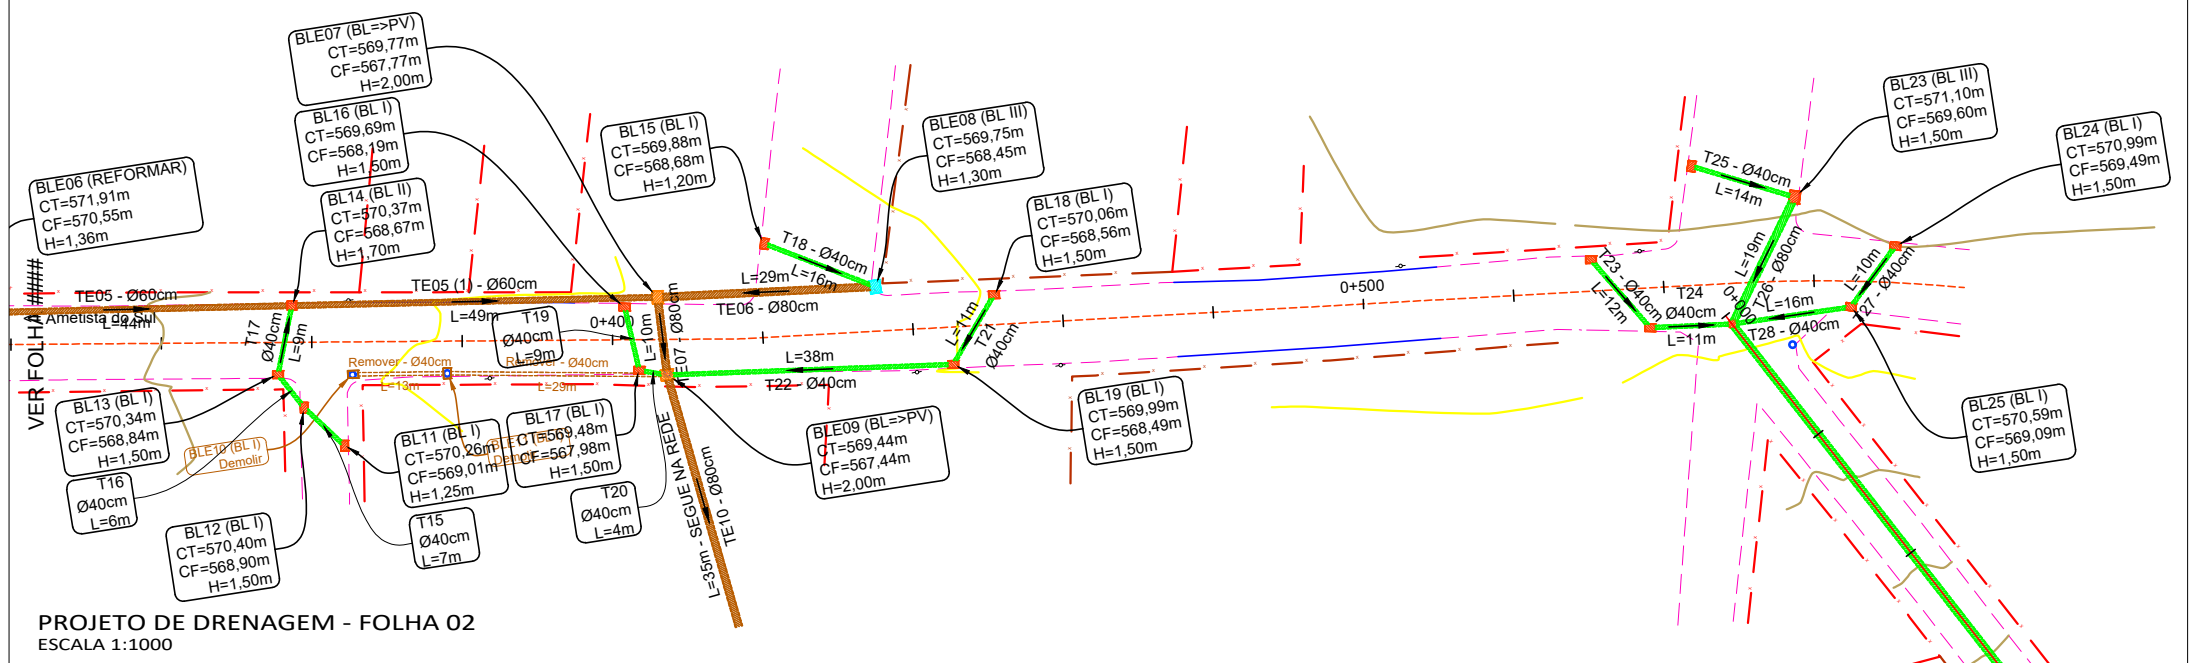 BLE07 (BL=>PV)
CT=569,77m
CF=567,77m
H=2,00m
BL16 (BL I)
CT=569,69m
CF=568,19m
H=1,50m
BL14 (BL II)
CT=570,37m
CF=568,67m
H=1,70m
BLE06 (REFORMAR)
CT=571,91m
CF=570,55m
H=1,36m
BL15 (BL I)
CT=569,88m
CF=568,68m
H=1,20m
BLE08 (BL III)
CT=569,75m
CF=568,45m
H=1,30m
BL18 (BL I)
CT=570,06m
CF=568,56m
H=1,50m
BL23 (BL III)
CT=571,10m
CF=569,60m
H=1,50m
BL24 (BL I)
CT=570,99m
CF=569,49m
H=1,50m
VER FOLHA ######
TE05 - Ø60cm
Ametista do Sul
L=44m
T17
Ø40cm
L=9m
TE05 (1) - Ø60cm
L=49m
T19
Ø40cm
L=9m
0+400
L=10m
TE07 - Ø80cm
T18 - Ø40cm
L=16m
L=29m
TE06 - Ø80cm
L=11m
T21
Ø40cm
L=38m
T22 - Ø40cm
0+500
T23 - Ø40cm
L=12m
T24
Ø40cm
L=11m
T25 - Ø40cm
L=14m
L=19m
T26 - Ø80cm
0+000
L=16m
T28 - Ø40cm
L=10m
T27 - Ø40cm
Remover - Ø40cm
L=13m
Remover - Ø40cm
L=29m
BL13 (BL I)
CT=570,34m
CF=568,84m
H=1,50m
BLE10 (BL I)
Demolir
T16
Ø40cm
L=6m
BL12 (BL I)
CT=570,40m
CF=568,90m
H=1,50m
BL11 (BL I)
CT=570,26m
CF=569,01m
H=1,25m
T15
Ø40cm
L=7m
BL17 (BL I)
CT=569,48m
CF=567,98m
H=1,50m
T20
Ø40cm
L=4m
L=35m - SEGUE NA REDE
TE10 - Ø80cm
BLE09 (BL=>PV)
CT=569,44m
CF=567,44m
H=2,00m
BL19 (BL I)
CT=569,99m
CF=568,49m
H=1,50m
BL25 (BL I)
CT=570,59m
CF=569,09m
H=1,50m
PROJETO DE DRENAGEM - FOLHA 02
ESCALA 1:1000